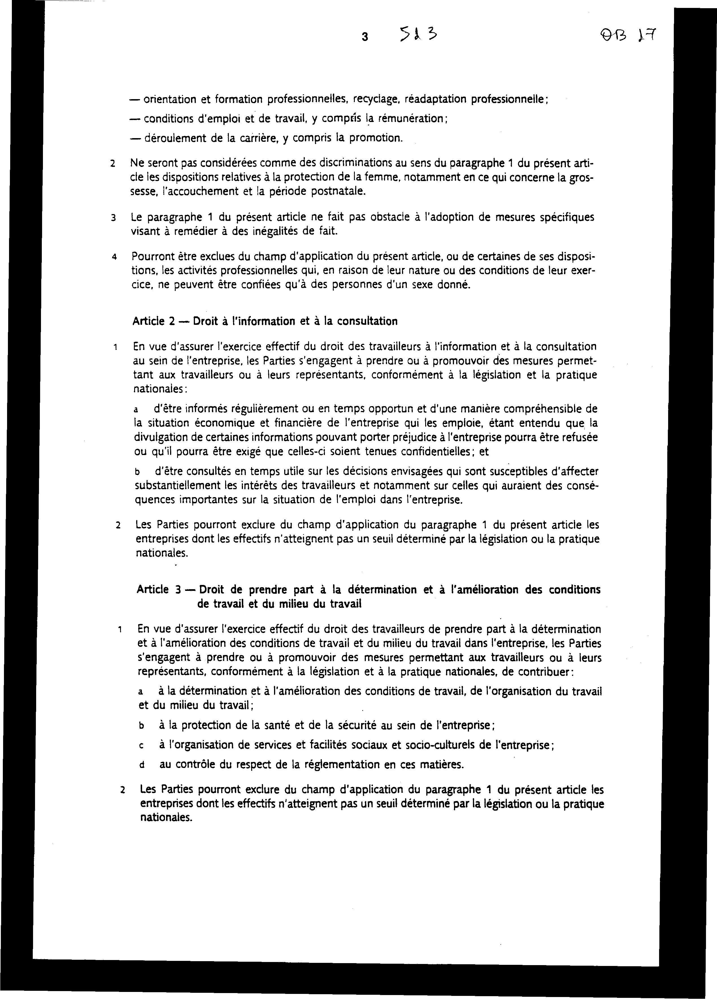 3 513 OB 17
— orientation et formation professionnelles, recyclage, réadaptation professionnelle;
— conditions d'emploi et de travail, y compris la rémunération;
— déroulement de la carrière, y compris la promotion.
2 Ne seront pas considérées comme des discriminations au sens du paragraphe 1 du présent arti-
cle les dispositions relatives à la protection de la femme, notamment en ce qui concerne la gros-
sesse, l'accouchement et la période postnatale.
3 Le paragraphe 1 du présent article ne fait pas obstacle à l'adoption de mesures spécifiques
visant à remédier à des inégalités de fait.
4 Pourront être exclues du champ d'application du présent article, ou de certaines de ses disposi-
tions, les activités professionnelles qui, en raison de leur nature ou des conditions de leur exer-
cice, ne peuvent être confiées qu'à des personnes d'un sexe donné.
Article 2 — Droit à l'information et à la consultation
1 En vue d'assurer l'exercice effectif du droit des travailleurs à l'information et à la consultation
au sein de l'entreprise, les Parties s'engagent à prendre ou à promouvoir des mesures permet-
tant aux travailleurs ou à leurs représentants, conformément à la législation et la pratique
nationales:
a d'être informés régulièrement ou en temps opportun et d'une manière compréhensible de
la situation économique et financière de l'entreprise qui les emploie, étant entendu que la
divulgation de certaines informations pouvant porter préjudice à l'entreprise pourra être refusée
ou qu'il pourra être exigé que celles-ci soient tenues confidentielles; et
b d'être consultés en temps utile sur les décisions envisagées qui sont susceptibles d'affecter
substantiellement les intérêts des travailleurs et notamment sur celles qui auraient des consé-
quences importantes sur la situation de l'emploi dans l'entreprise.
2 Les Parties pourront exclure du champ d'application du paragraphe 1 du présent article les
entreprises dont les effectifs n'atteignent pas un seuil déterminé par la législation ou la pratique
nationales.
Article 3 — Droit de prendre part à la détermination et à l'amélioration des conditions
de travail et du milieu du travail
1 En vue d'assurer l'exercice effectif du droit des travailleurs de prendre part à la détermination
et à l'amélioration des conditions de travail et du milieu du travail dans l'entreprise, les Parties
s'engagent à prendre ou à promouvoir des mesures permettant aux travailleurs ou à leurs
représentants, conformément à la législation et à la pratique nationales, de contribuer:
a à la détermination et à l'amélioration des conditions de travail, de l'organisation du travail
et du milieu du travail;
b à la protection de la santé et de la sécurité au sein de l'entreprise;
c à l'organisation de services et facilités sociaux et socio-culturels de l'entreprise;
d au contrôle du respect de la réglementation en ces matières.
2 Les Parties pourront exclure du champ d'application du paragraphe 1 du présent article les
entreprises dont les effectifs n'atteignent pas un seuil déterminé par la législation ou la pratique
nationales.